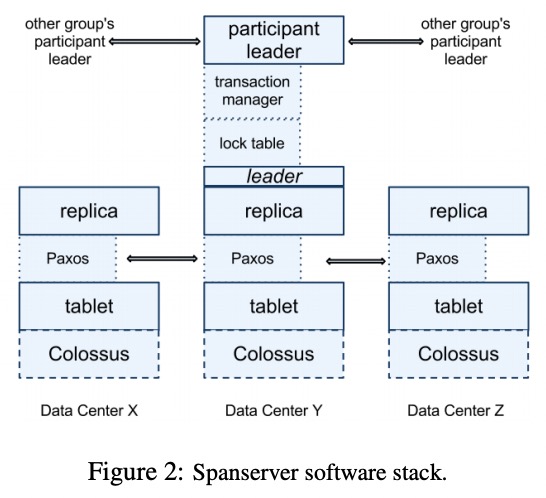 other group's
participant
leader
participant
leader
other group's
participant
leader
transaction
manager
lock table
leader
replica
replica
replica
Paxos
Paxos
Paxos
tablet
tablet
tablet
Colossus
Colossus
Colossus
Data Center X
Data Center Y
Data Center Z
Figure 2: Spanserver software stack.